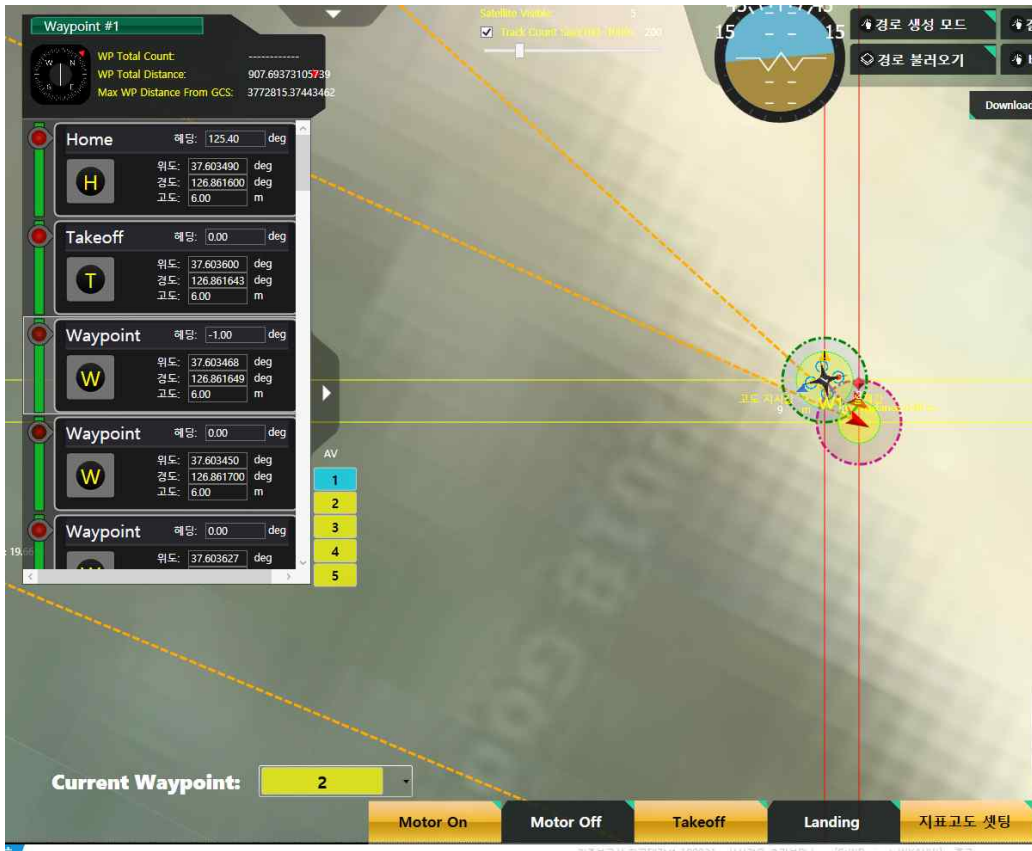 Waypoint #1
WP Total Count: ------------
WP Total Distance: 907.69373105739
Max WP Distance From GCS: 3772815.37443462
Satellite Visible: 5
Track Count
200
15 15
경로 생성 모드
경로 불러오기
Download
Home 헤딩: 125.40 deg
H
위도: 37.603490 deg
경도: 126.861600 deg
고도: 6.00 m
Takeoff 헤딩: 0.00 deg
T
위도: 37.603600 deg
경도: 126.861643 deg
고도: 6.00 m
Waypoint 헤딩: -1.00 deg
W
위도: 37.603468 deg
경도: 126.861649 deg
고도: 6.00 m
Waypoint 헤딩: 0.00 deg
W
위도: 37.603450 deg
경도: 126.861700 deg
고도: 6.00 m
Waypoint 헤딩: 0.00 deg
위도: 37.603627 deg
AV
1
2
3
4
5
Current Waypoint: 2
Motor On
Motor Off
Takeoff
Landing
지표고도 셋팅